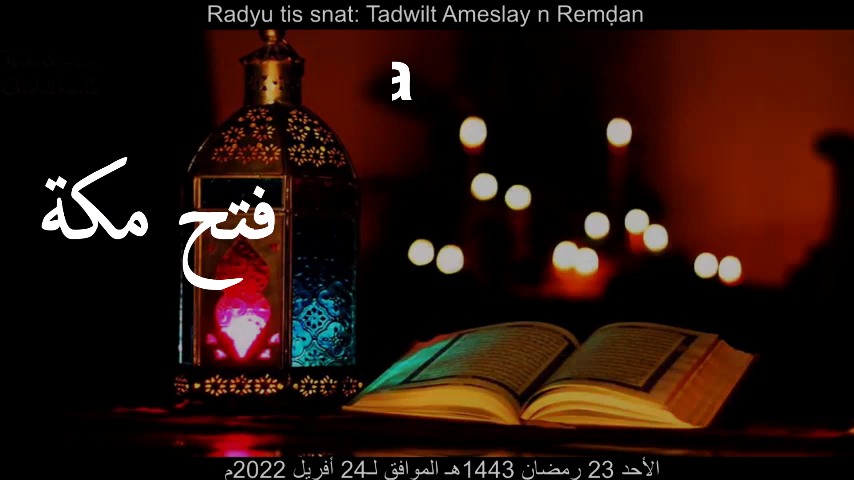 Radyu tis snat: Tadwilt Ameslay n Remḍan
a
فتح مكة
الأحد 23 رمضان 1443هـ الموافق لـ24 أفريل 2022م